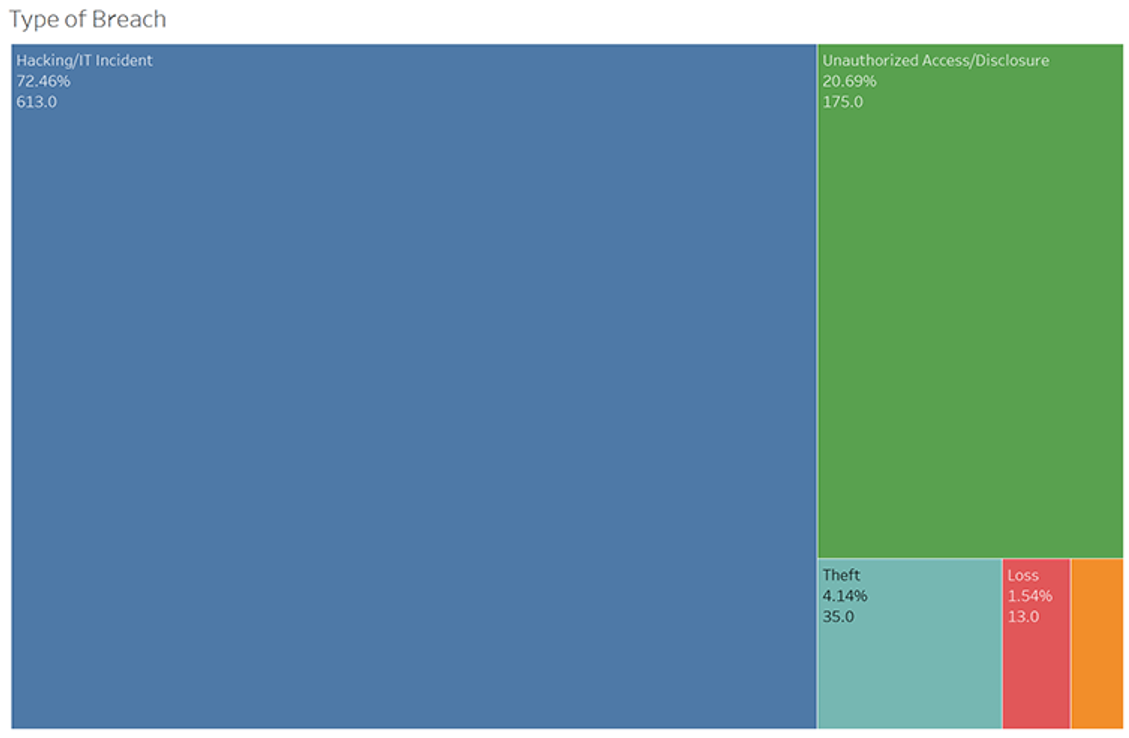 Type of Breach
Hacking/IT Incident
72.46%
613.0
Unauthorized Access/Disclosure
20.69%
175.0
Theft
4.14%
35.0
Loss
1.54%
13.0